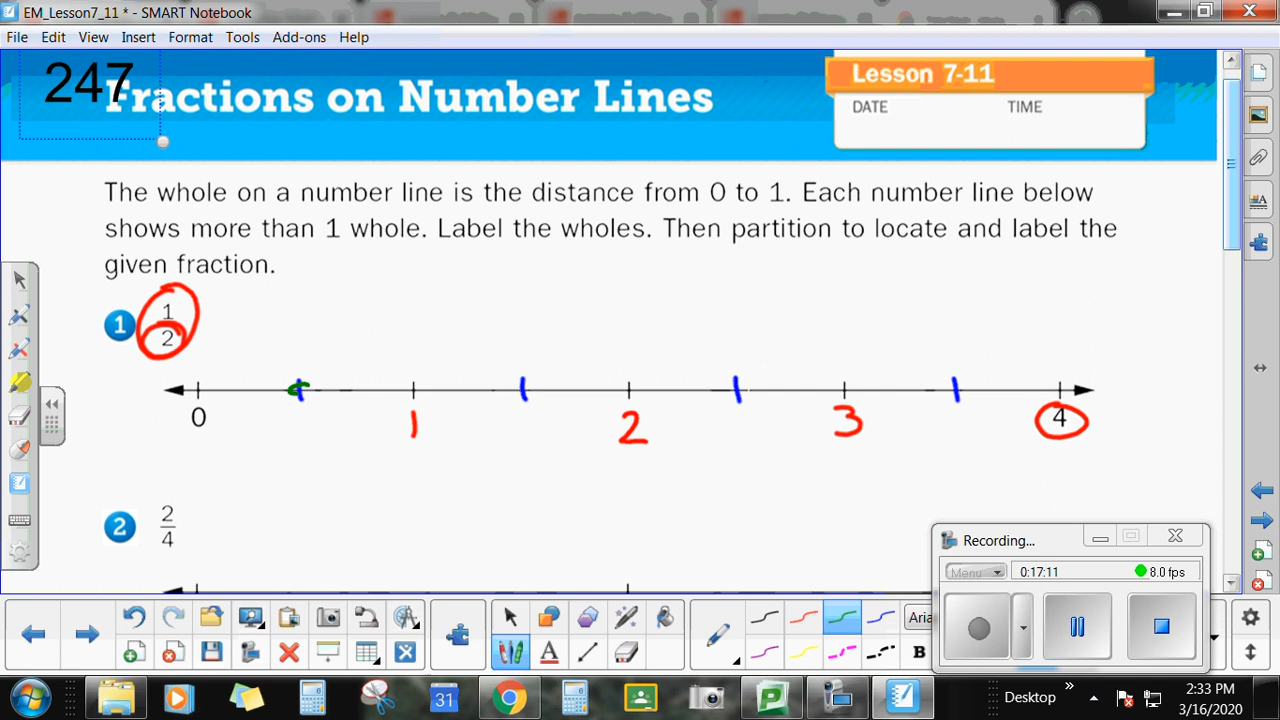 EM_Lesson7_11 * - SMART Notebook
File Edit View Insert Format Tools Add-ons Help
247
Fractions on Number Lines
Lesson 7-11
DATE TIME
The whole on a number line is the distance from 0 to 1. Each number line below
shows more than 1 whole. Label the wholes. Then partition to locate and label the
given fraction.
1
1
2
0 1 2 3 4
2
2
4
Recording...
Menu 0:17:11 8.0 fps
Aria
B
A
31
Desktop »
2:33 PM
3/16/2020